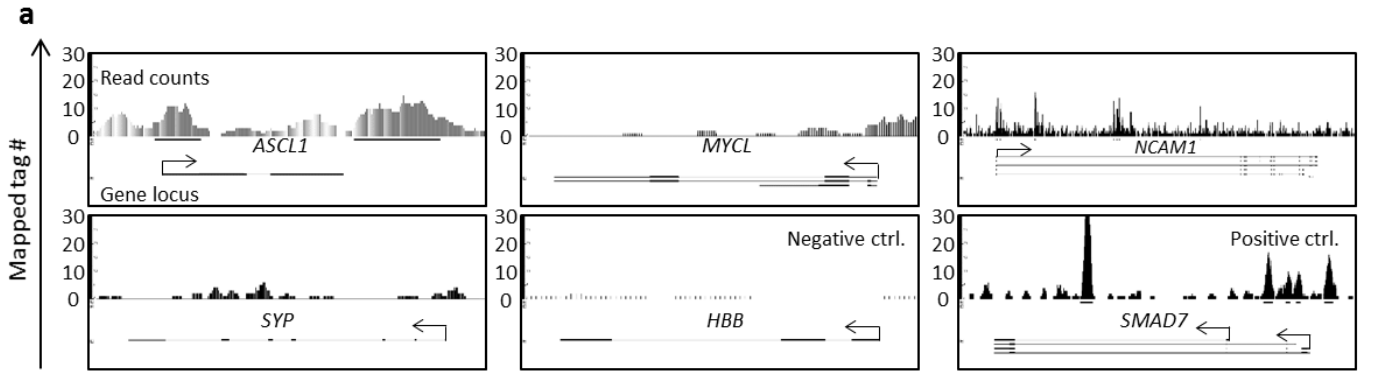 a
Mapped tag #
30
20
10
0
Read counts
ASCL1
Gene locus
30
20
10
0
MYCL
30
20
10
0
NCAM1
30
20
10
0
SYP
30
20
10
0
Negative ctrl.
HBB
30
20
10
0
Positive ctrl.
SMAD7